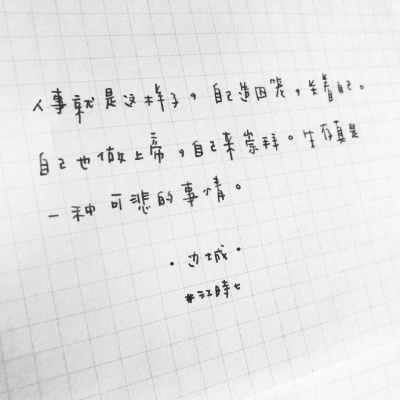 人事就是这样子，自己造囚笼，关着自己。
自己也做上帝，自己来崇拜。生存真是
一种可悲的事情。
·边城·
#江時七